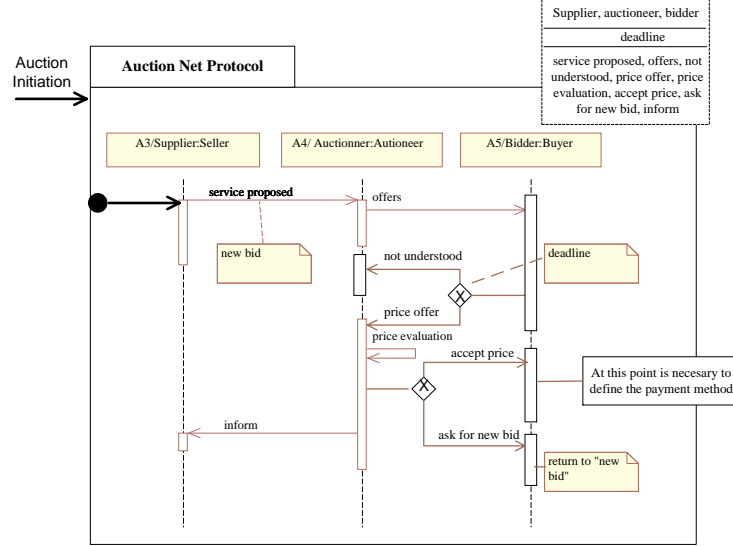 Supplier, auctioneer, bidder
deadline
service proposed, offers, not
understood, price offer, price
evaluation, accept price, ask
for new bid, inform
Auction
Initiation
Auction Net Protocol
A3/Supplier:Seller
A4/ Auctionner:Autioneer
A5/Bidder:Buyer
service proposed
offers
new bid
not understood
deadline
X
price offer
price evaluation
accept price
X
At this point is necesary to
define the payment method
inform
ask for new bid
return to "new
bid"